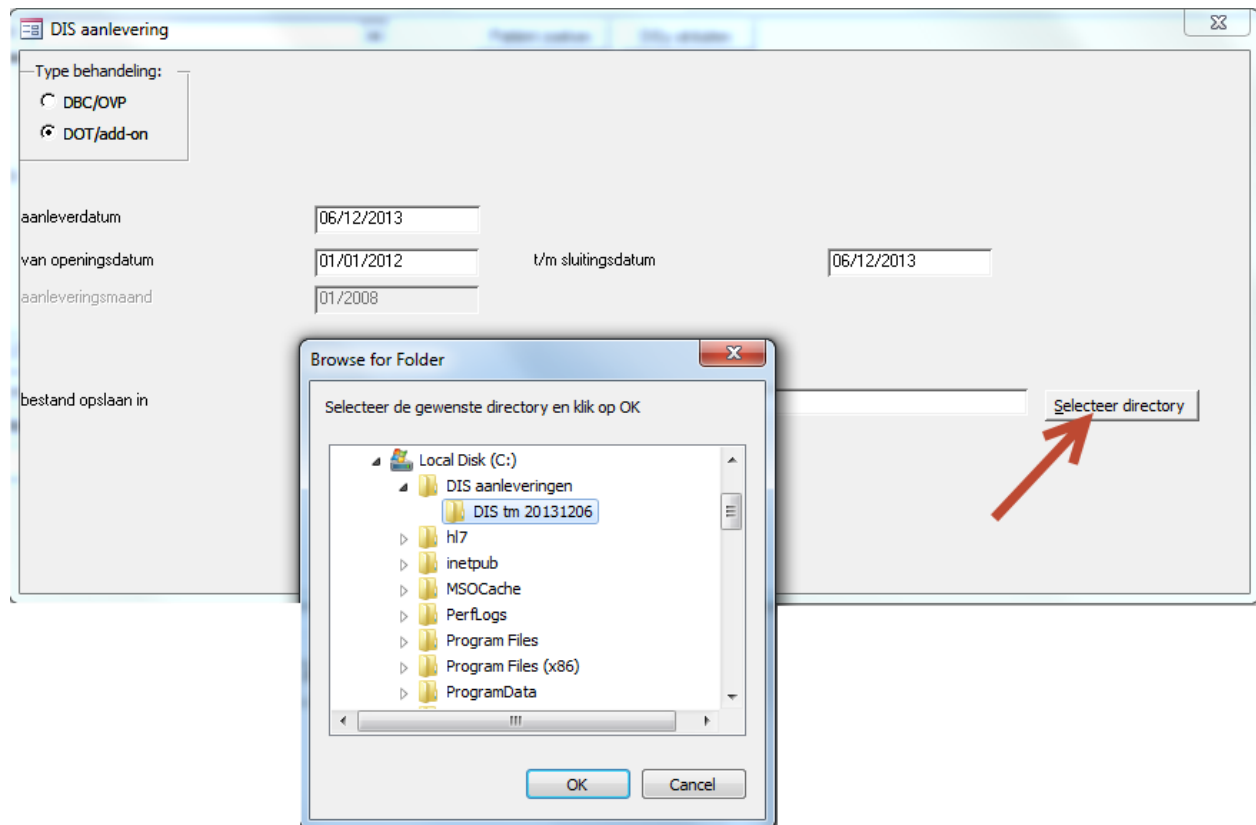 DIS aanlevering
Type behandeling:
DBC/OVP
DOT/add-on
aanleverdatum 06/12/2013
van openingsdatum 01/01/2012 t/m sluitingsdatum 06/12/2013
aanleveringsmaand 01/2008
bestand opslaan in Selecteer directory
Browse for Folder
Selecteer de gewenste directory en klik op OK
Local Disk (C:)
DIS aanleveringen
DIS tm 20131206
hl7
inetpub
MSOCache
PerfLogs
Program Files
Program Files (x86)
ProgramData
OK Cancel